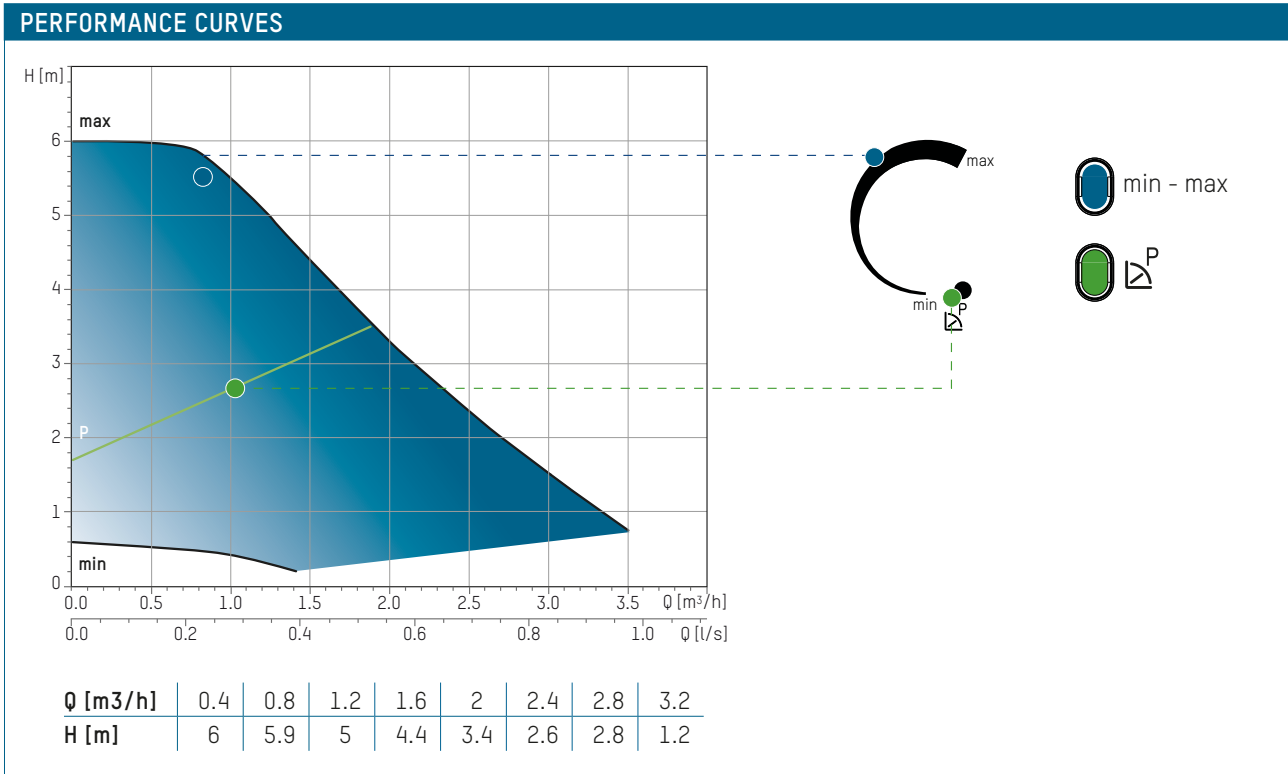 PERFORMANCE CURVES
H [m]
max
6
5
4
3
2
1
0
P
min
0.0 0.5 1.0 1.5 2.0 2.5 3.0 3.5 Q [m³/h]
0.0 0.2 0.4 0.6 0.8 1.0 Q [l/s]
max
min
P
min - max
P
Q [m3/h] 0.4 0.8 1.2 1.6 2 2.4 2.8 3.2
H [m] 6 5.9 5 4.4 3.4 2.6 2.8 1.2